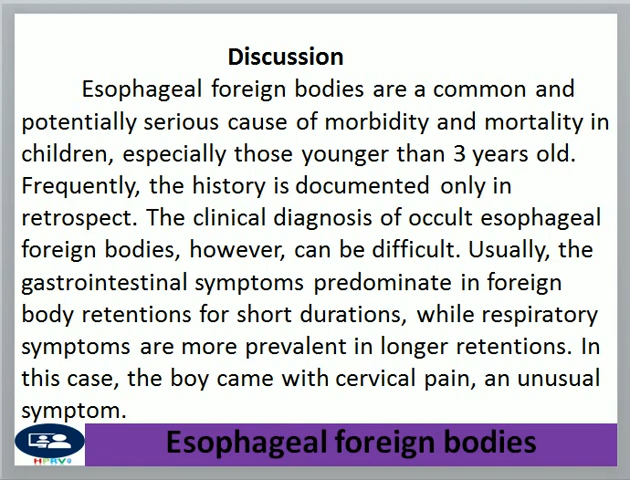 Discussion
Esophageal foreign bodies are a common and
potentially serious cause of morbidity and mortality in
children, especially those younger than 3 years old.
Frequently, the history is documented only in
retrospect. The clinical diagnosis of occult esophageal
foreign bodies, however, can be difficult. Usually, the
gastrointestinal symptoms predominate in foreign
body retentions for short durations, while respiratory
symptoms are more prevalent in longer retentions. In
this case, the boy came with cervical pain, an unusual
symptom.
Esophageal foreign bodies